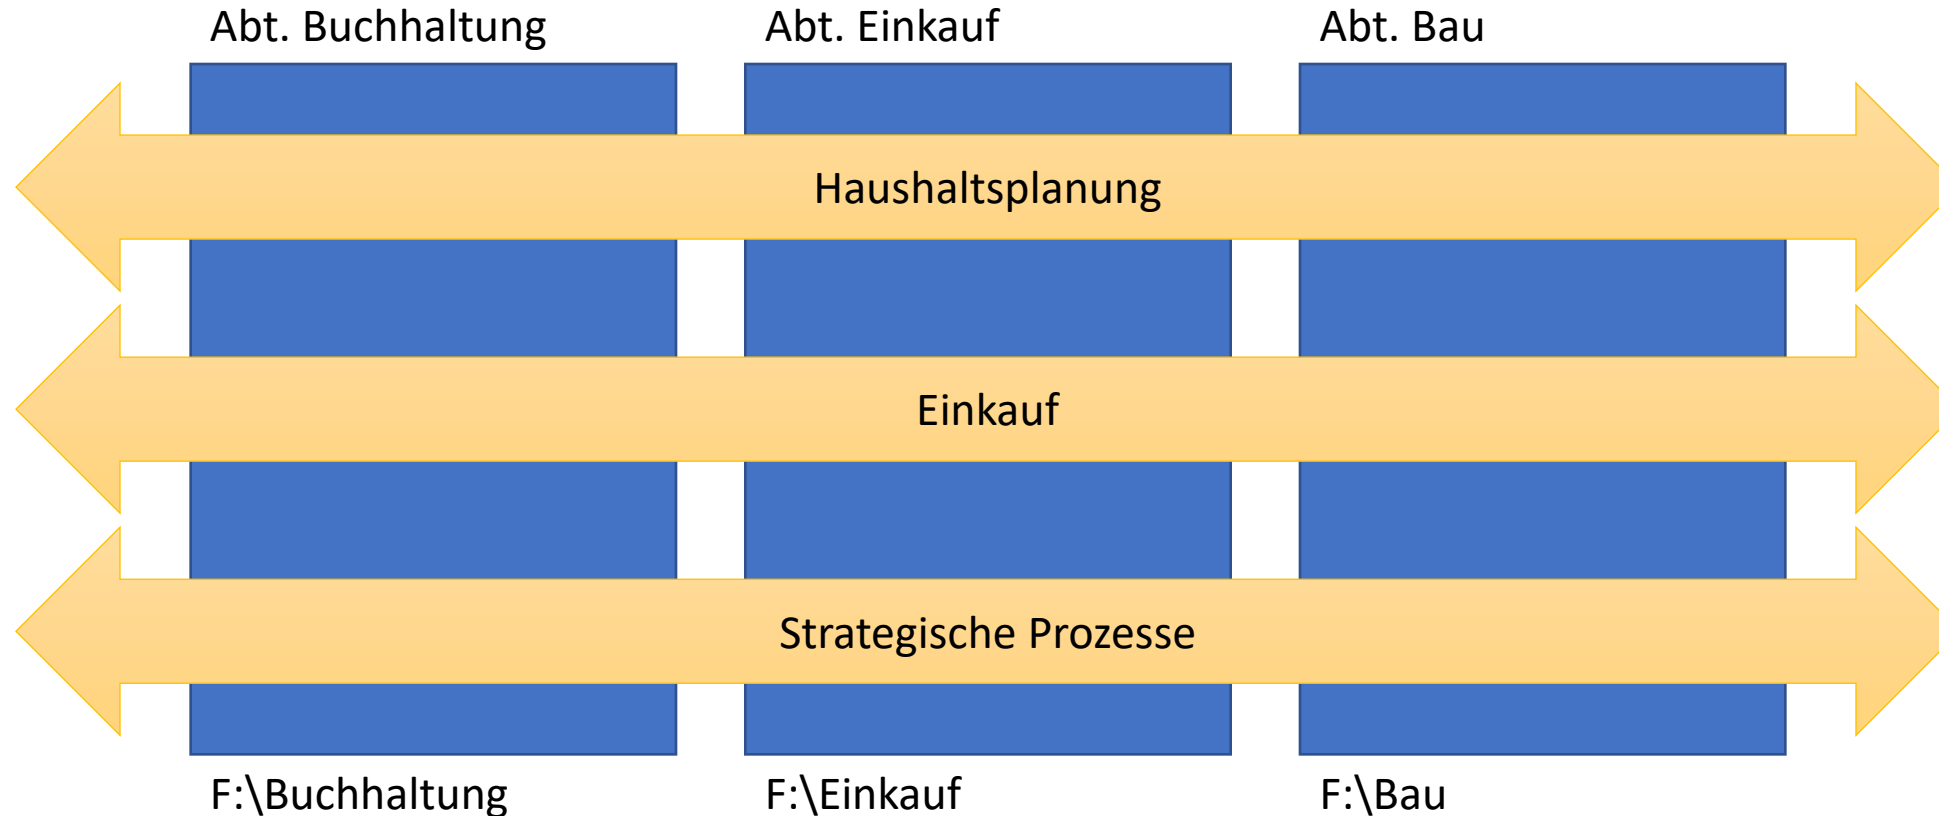 Abt. Buchhaltung
Abt. Einkauf
Abt. Bau
Haushaltsplanung
Einkauf
Strategische Prozesse
F:\Buchhaltung
F:\Einkauf
F:\Bau